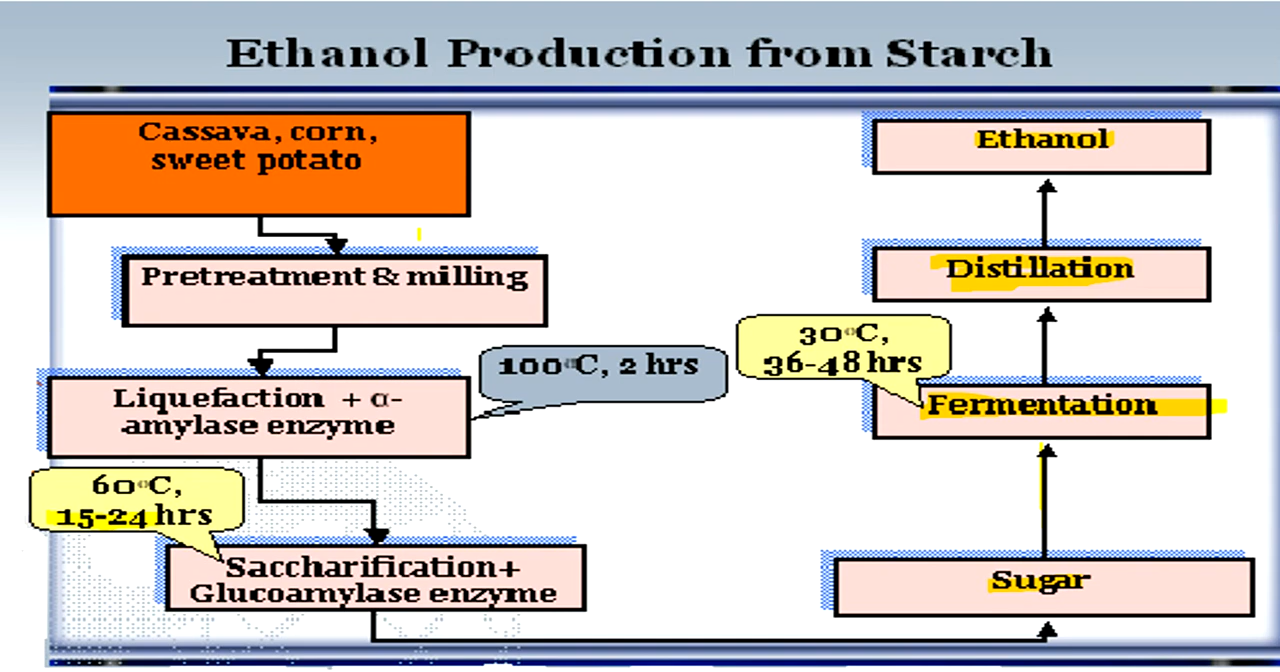 Ethanol Production from Starch
Cassava, corn,
sweet potato
Pretreatment & milling
Liquefaction + α-
amylase enzyme
100°C, 2 hrs
60°C,
15-24 hrs
Saccharification+
Glucoamylase enzyme
Sugar
30°C,
36-48 hrs
Fermentation
Distillation
Ethanol